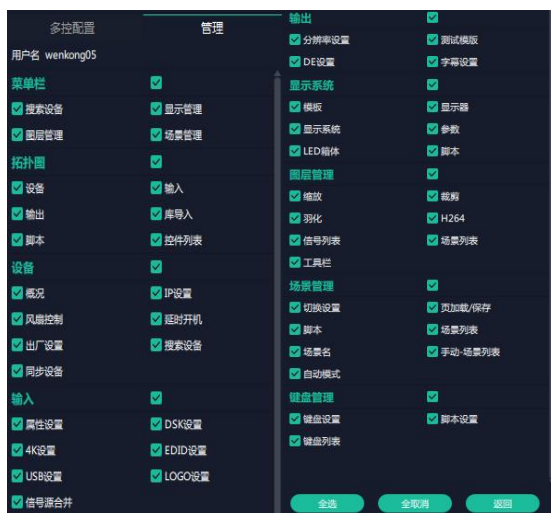 多控配置 管理
用户名 wenkong05
菜单栏
搜索设备 显示管理
图层管理 场景管理
拓扑图
设备 输入
输出 库导入
脚本 控件列表
设备
概况 IP设置
风扇控制 延时开机
出厂设置 搜索设备
同步设备
输入
属性设置 DSK设置
4K设置 EDID设置
USB设置 LOGO设置
信号源合并
输出
分辨率设置 测试模版
DE设置 字幕设置
显示系统
模板 显示器
显示系统 参数
LED箱体 脚本
图层管理
缩放 裁剪
羽化 H264
信号列表 场景列表
工具栏
场景管理
切换设置 页加载/保存
脚本 场景列表
场景名 手动-场景列表
自动模式
键盘管理
键盘设置 脚本设置
键盘列表
全选 全取消 返回